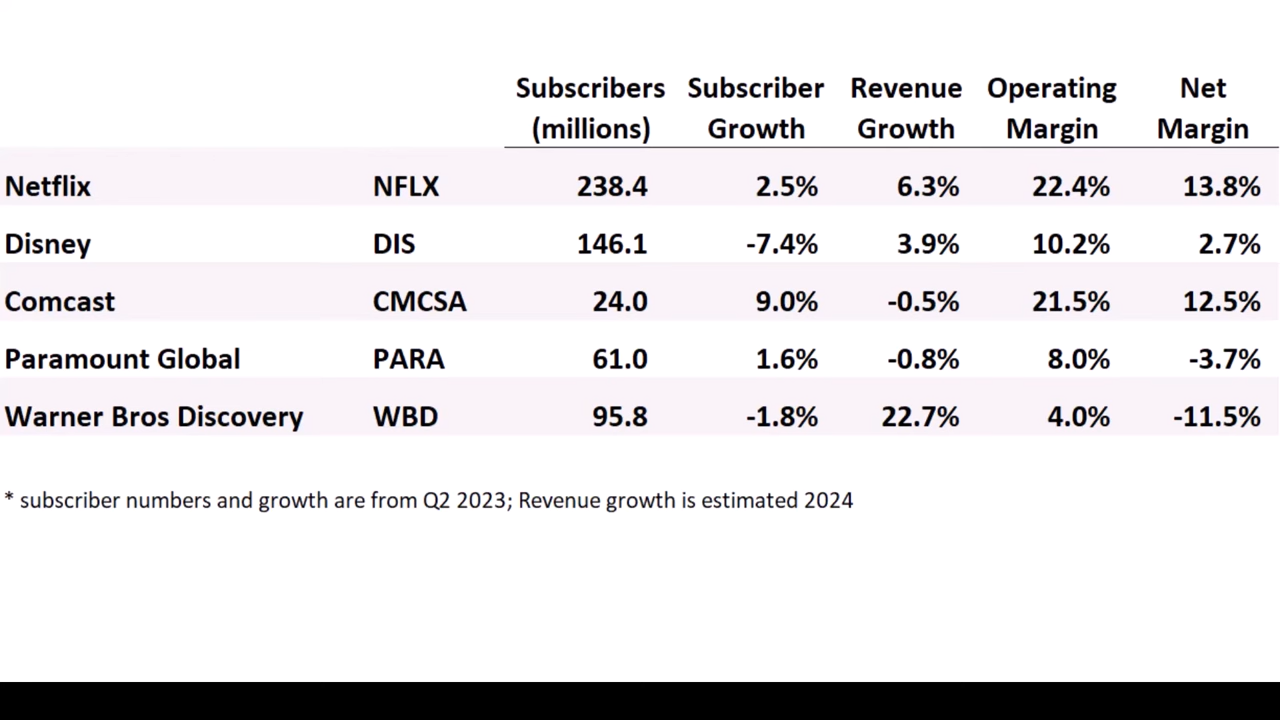 Subscribers Subscriber Revenue Operating Net
(millions) Growth Growth Margin Margin
Netflix NFLX 238.4 2.5% 6.3% 22.4% 13.8%
Disney DIS 146.1 -7.4% 3.9% 10.2% 2.7%
Comcast CMCSA 24.0 9.0% -0.5% 21.5% 12.5%
Paramount Global PARA 61.0 1.6% -0.8% 8.0% -3.7%
Warner Bros Discovery WBD 95.8 -1.8% 22.7% 4.0% -11.5%
* subscriber numbers and growth are from Q2 2023; Revenue growth is estimated 2024